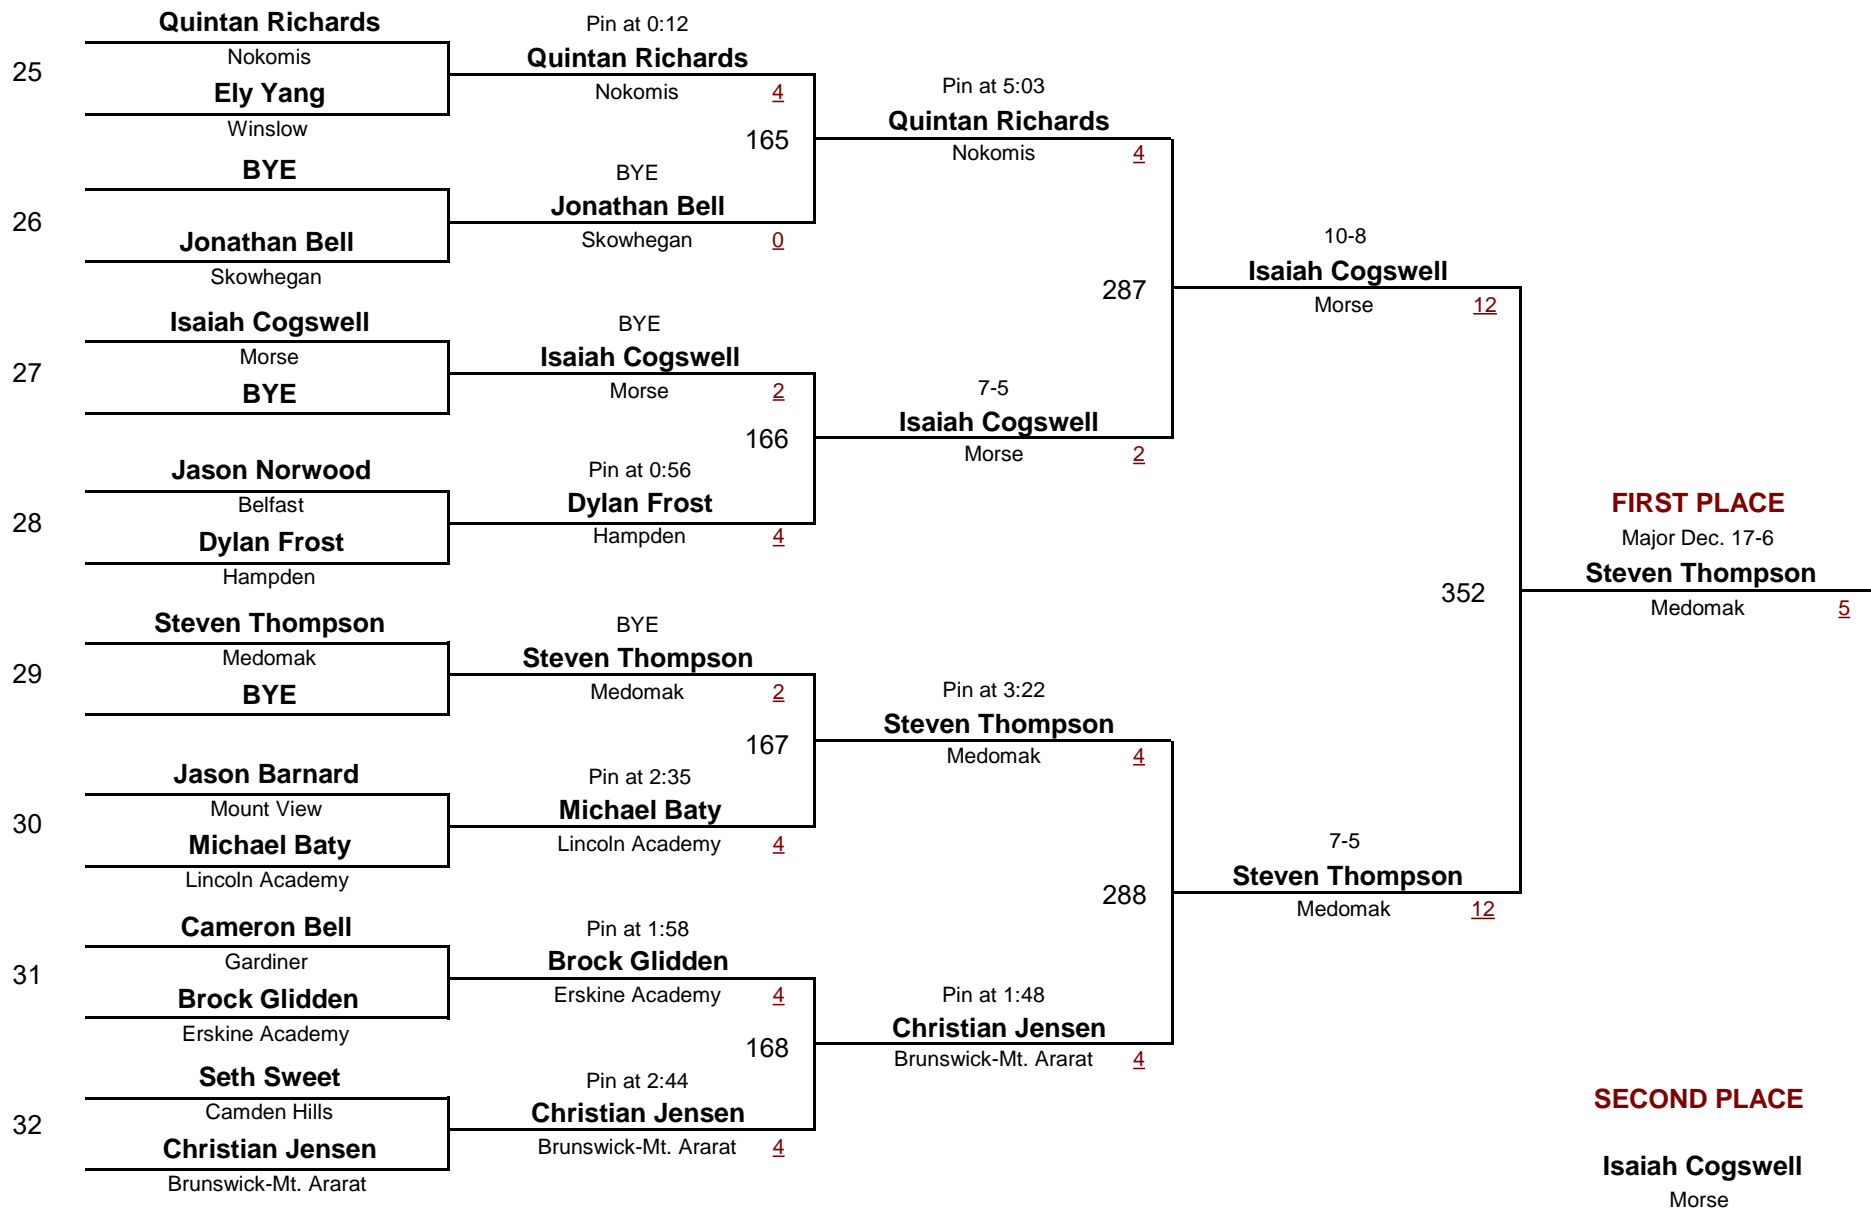 Quintan Richards
Nokomis
25
Ely Yang
Winslow
BYE
26
Jonathan Bell
Skowhegan
Isaiah Cogswell
Morse
27
BYE
Jason Norwood
Belfast
28
Dylan Frost
Hampden
Steven Thompson
Medomak
29
BYE
Jason Barnard
Mount View
30
Michael Baty
Lincoln Academy
Cameron Bell
Gardiner
31
Brock Glidden
Erskine Academy
Seth Sweet
Camden Hills
32
Christian Jensen
Brunswick-Mt. Ararat
Pin at 0:12
Quintan Richards
Nokomis 4
165
BYE
Jonathan Bell
Skowhegan 0
BYE
Isaiah Cogswell
Morse 2
166
Pin at 0:56
Dylan Frost
Hampden 4
BYE
Steven Thompson
Medomak 2
167
Pin at 2:35
Michael Baty
Lincoln Academy 4
Pin at 1:58
Brock Glidden
Erskine Academy 4
168
Pin at 2:44
Christian Jensen
Brunswick-Mt. Ararat 4
Pin at 5:03
Quintan Richards
Nokomis 4
287
7-5
Isaiah Cogswell
Morse 2
Pin at 3:22
Steven Thompson
Medomak 4
288
Pin at 1:48
Christian Jensen
Brunswick-Mt. Ararat 4
10-8
Isaiah Cogswell
Morse 12
352
7-5
Steven Thompson
Medomak 12
FIRST PLACE
Major Dec. 17-6
Steven Thompson
Medomak 5
SECOND PLACE
Isaiah Cogswell
Morse